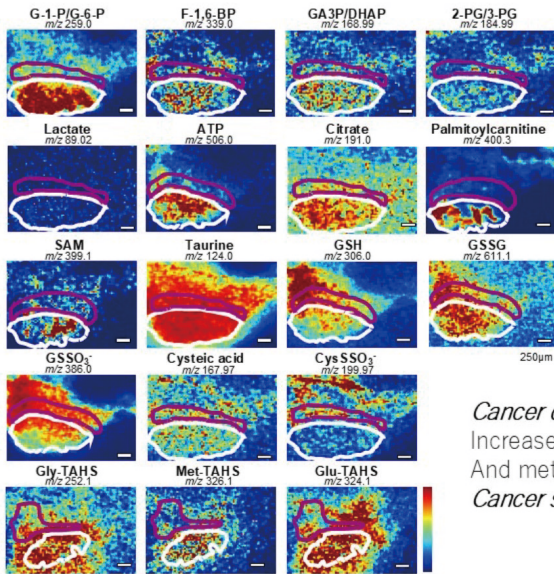 G-1-P/G-6-P
m/z 259.0
F-1,6-BP
m/z 339.0
GA3P/DHAP
m/z 168.99
2-PG/3-PG
m/z 184.99
Lactate
m/z 89.02
ATP
m/z 506.0
Citrate
m/z 191.0
Palmitoylcarnitine
m/z 400.3
SAM
m/z 399.1
Taurine
m/z 124.0
GSH
m/z 306.0
GSSG
m/z 611.1
250µm
GSSO₃⁻
m/z 386.0
Cysteic acid
m/z 167.97
CysSSO₃⁻
m/z 199.97
Cancer
Increase
And met
Cancer s
Gly-TAHS
m/z 252.1
Met-TAHS
m/z 326.1
Glu-TAHS
m/z 324.1